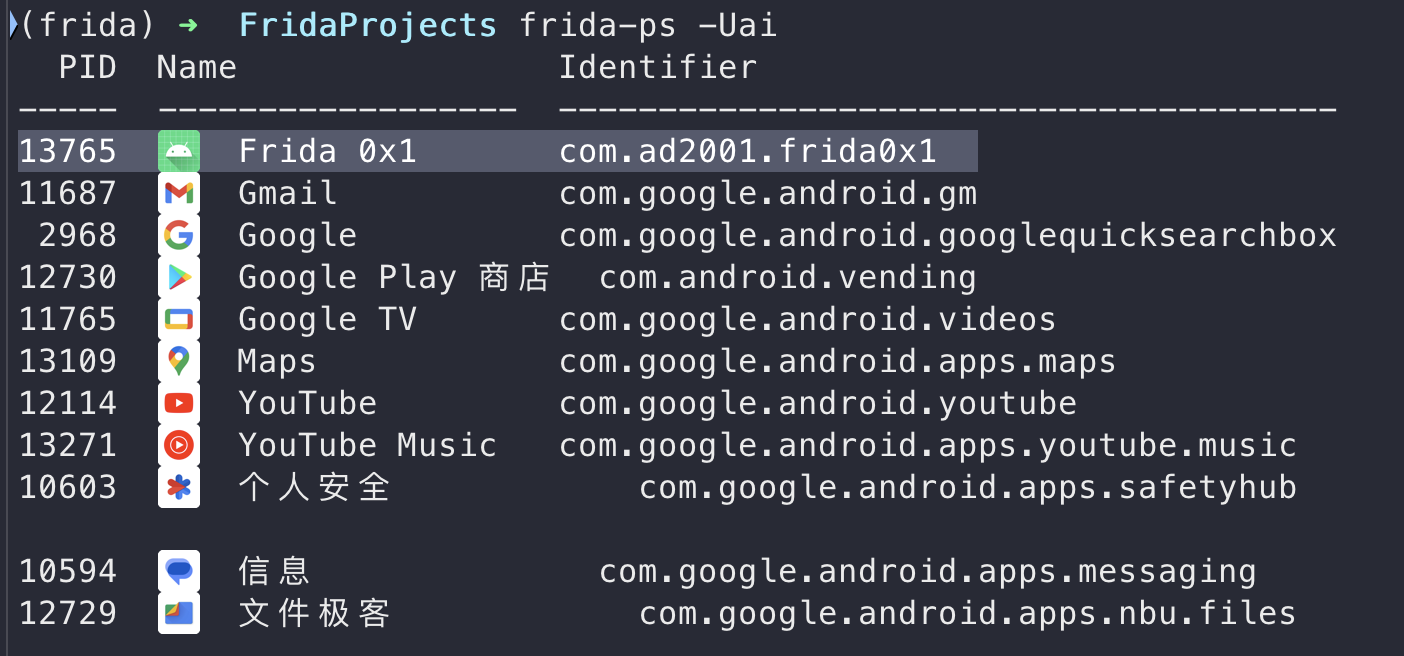 (frida) ➜  FridaProjects frida-ps -Uai
  PID  Name                Identifier
-----  ------------------  ---------------------------------------
13765  Frida 0x1       com.ad2001.frida0x1
11687  Gmail           com.google.android.gm
 2968  Google          com.google.android.googlequicksearchbox
12730  Google Play 商店  com.android.vending
11765  Google TV       com.google.android.videos
13109  Maps            com.google.android.apps.maps
12114  YouTube         com.google.android.youtube
13271  YouTube Music   com.google.android.apps.youtube.music
10603  个人安全            com.google.android.apps.safetyhub
10594  信息              com.google.android.apps.messaging
12729  文件极客            com.google.android.apps.nbu.files